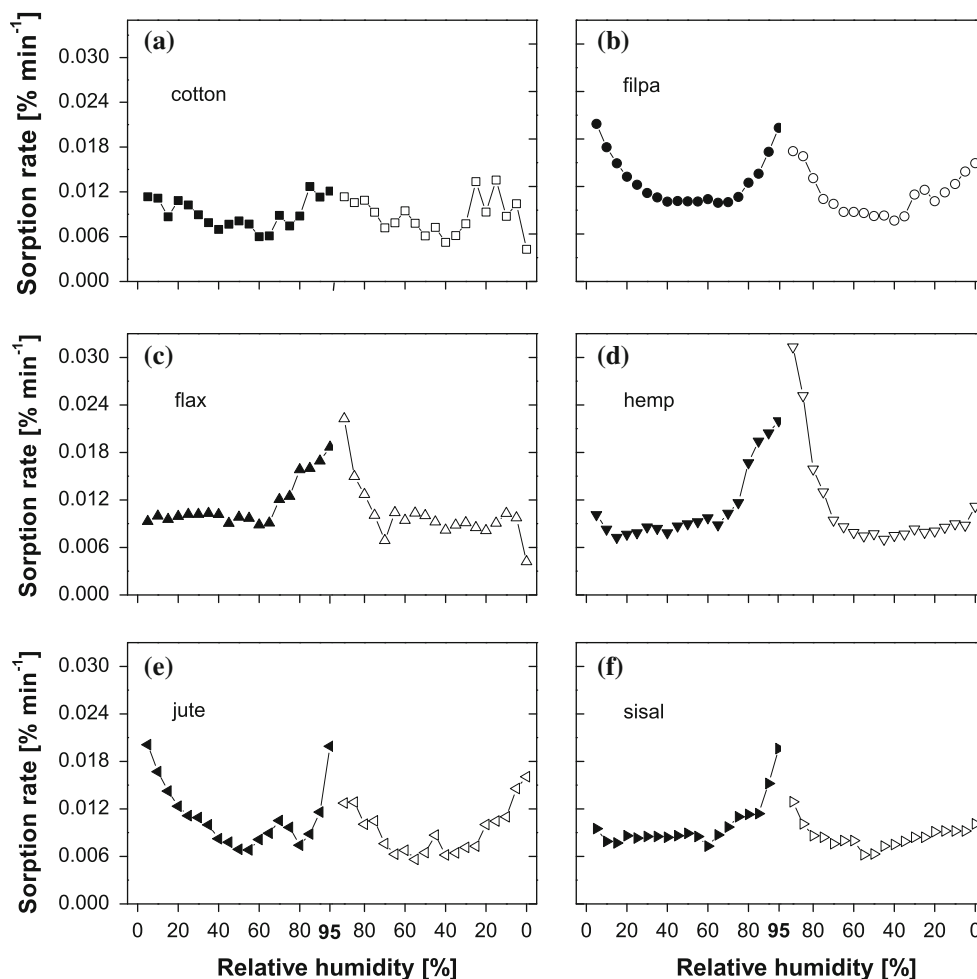 (a)
cotton
(b)
filpa
Sorption rate [% min⁻¹]
0.030
0.024
0.018
0.012
0.006
0.000
(c)
flax
(d)
hemp
Sorption rate [% min⁻¹]
0.030
0.024
0.018
0.012
0.006
0.000
(e)
jute
(f)
sisal
Sorption rate [% min⁻¹]
0.030
0.024
0.018
0.012
0.006
0.000
0 20 40 60 80 95 80 60 40 20 0
0 20 40 60 80 95 80 60 40 20 0
Relative humidity [%]
Relative humidity [%]